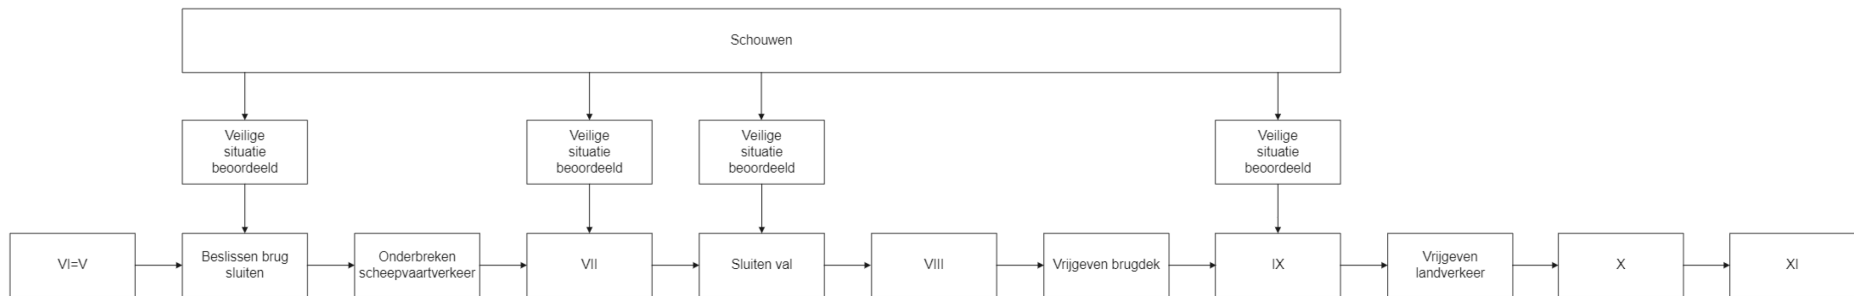 Schouwen
Veilige
situatie
beoordeeld
Veilige
situatie
beoordeeld
Veilige
situatie
beoordeeld
Veilige
situatie
beoordeeld
VI=V
Beslissen brug
sluiten
Onderbreken
scheepvaartverkeer
VII
Sluiten val
VIII
Vrijgeven brugdek
IX
Vrijgeven
landverkeer
X
XI